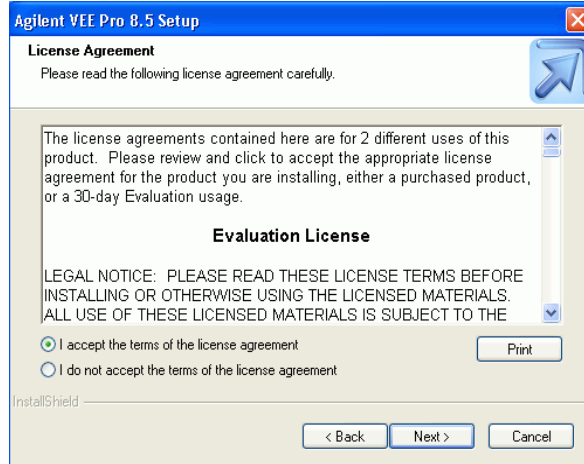 Agilent VEE Pro 8.5 Setup
License Agreement
Please read the following license agreement carefully.
The license agreements contained here are for 2 different uses of this
product. Please review and click to accept the appropriate license
agreement for the product you are installing, either a purchased product,
or a 30-day Evaluation usage.
Evaluation License
LEGAL NOTICE: PLEASE READ THESE LICENSE TERMS BEFORE
INSTALLING OR OTHERWISE USING THE LICENSED MATERIALS.
ALL USE OF THESE LICENSED MATERIALS IS SUBJECT TO THE
I accept the terms of the license agreement
Print
I do not accept the terms of the license agreement
InstallShield
< Back
Next >
Cancel